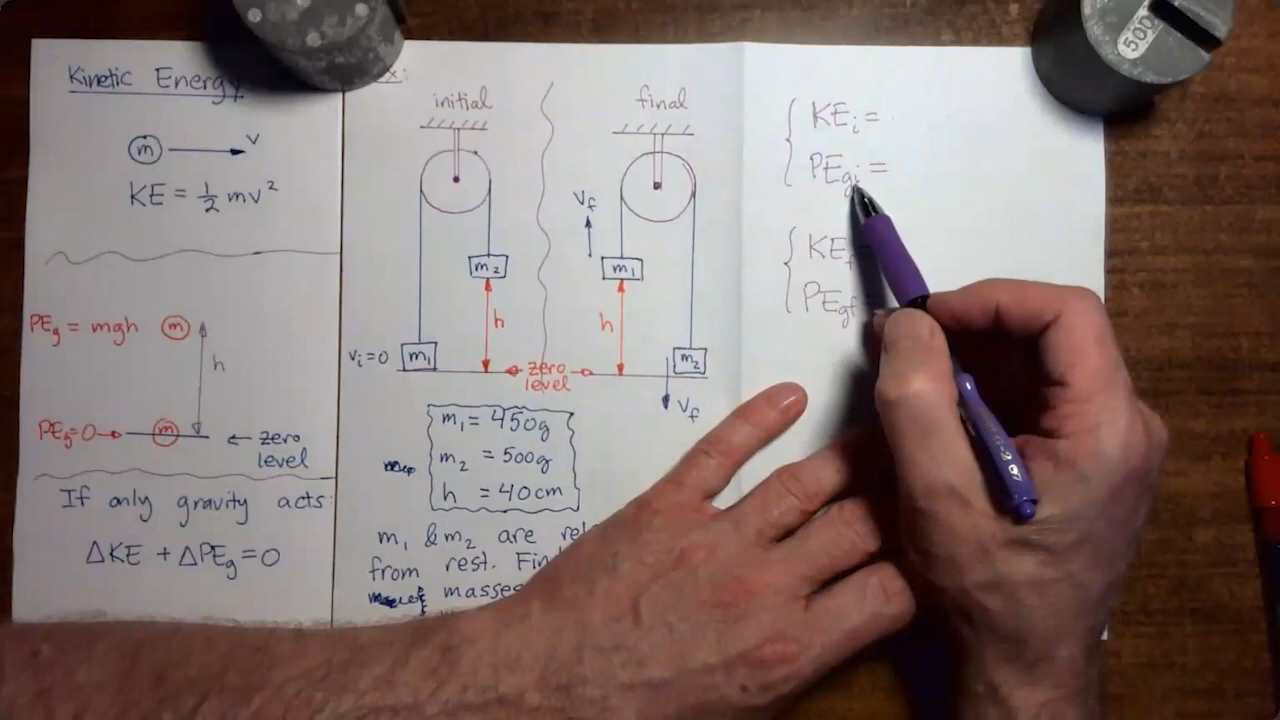 Kinetic Energy
m
v
KE = 1/2 mv²
PEg = mgh
m
h
PEg=0
m
zero
level
If only gravity acts:
ΔKE + ΔPEg = 0
initial
final
m₂
h
vi=0
m₁
zero
level
vf
m₁
h
m₂
vf
m₁ = 450g
m₂ = 500g
h = 40cm
m₁ & m₂ are
from rest.
masses
KEi =
PEgi =
KEf
PEgf
500